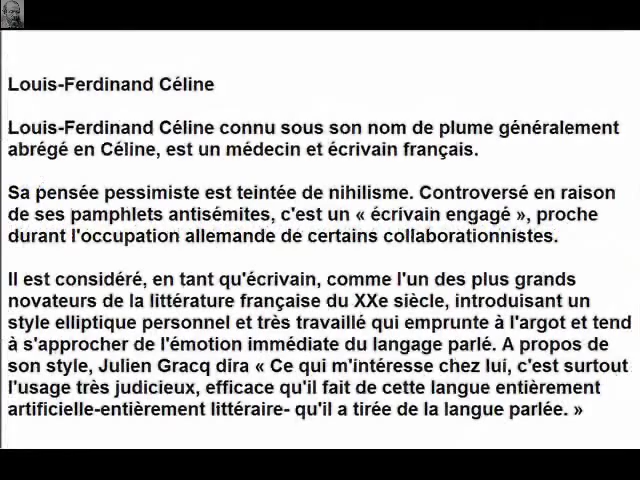 Louis-Ferdinand Céline
Louis-Ferdinand Céline connu sous son nom de plume généralement
abrégé en Céline, est un médecin et écrivain français.
Sa pensée pessimiste est teintée de nihilisme. Controversé en raison
de ses pamphlets antisémites, c'est un « écrivain engagé », proche
durant l'occupation allemande de certains collaborationnistes.
Il est considéré, en tant qu'écrivain, comme l'un des plus grands
novateurs de la littérature française du XXe siècle, introduisant un
style elliptique personnel et très travaillé qui emprunte à l'argot et tend
à s'approcher de l'émotion immédiate du langage parlé. A propos de
son style, Julien Gracq dira « Ce qui m'intéresse chez lui, c'est surtout
l'usage très judicieux, efficace qu'il fait de cette langue entièrement
artificielle-entièrement littéraire- qu'il a tirée de la langue parlée. »